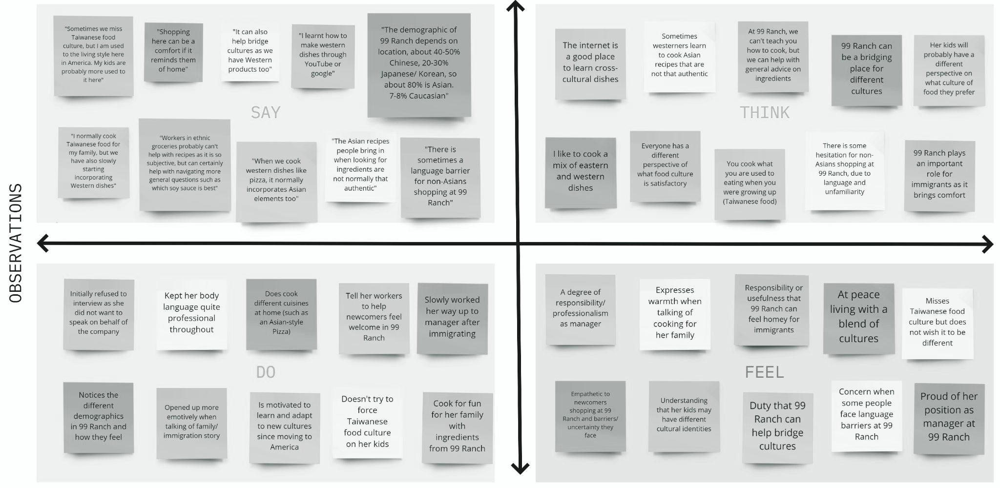 OBSERVATIONS
"Sometimes we miss
Taiwanese food
culture, but I am used
to the living style here
in America. My kids are
probably more used to
it here"
"Shopping
here can be a
comfort if it
reminds them
of home"
"It can also
help bridge
cultures as we
have Western
products too"
"I learnt how to
make western
dishes through
YouTube or
google"
"The demographic of
99 Ranch depends on
location, about 40-50%
Chinese, 20-30%
Japanese/ Korean, so
about 80% is Asian.
7-8% Caucasian"
SAY
"I normally cook
Taiwanese food for
my family, but we
have also slowly
starting
incorporating
Western dishes"
"Workers in ethnic
groceries probably can't
help with recipes as it is so
subjective, but can certainly
help with navigating more
general questions such as
which soy sauce is best"
"When we cook
western dishes like
pizza, it normally
incorporates Asian
elements too"
"The Asian recipes
people bring in
when looking for
ingredients are
not normally that
authentic"
"There is
sometimes a
language barrier
for non-Asians
shopping at 99
Ranch"
The internet is
a good place
to learn cross-
cultural dishes
Sometimes
westerners learn
to cook Asian
recipes that are
not that authentic
At 99 Ranch, we
can't teach you
how to cook, but
we can help with
general advice on
ingredients
99 Ranch can
be a bridging
place for
different
cultures
Her kids will
probably have a
different
perspective on
what culture of
food they prefer
THINK
I like to cook a
mix of eastern
and western
dishes
Everyone has a
different
perspective of
what food culture
is satisfactory
You cook what
you are used to
eating when you
were growing up
(Taiwanese food)
There is some
hesitation for non-
Asians shopping at
99 Ranch, due to
language and
unfamiliarity
99 Ranch plays
an important
role for
immigrants as it
brings comfort
Initially refused to
interview as she
did not want to
speak on behalf of
the company
Kept her body
language quite
professional
throughout
Does cook
different cuisines
at home (such as
an Asian-style
Pizza)
Tell her workers
to help
newcomers feel
welcome in 99
Ranch
Slowly worked
her way up to
manager after
immigrating
DO
Notices the
different
demographics
in 99 Ranch and
how they feel
Opened up more
emotively when
talking of family/
immigration story
Is motivated to
learn and adapt
to new cultures
since moving to
America
Doesn't try to
force
Taiwanese
food culture
on her kids
Cook for fun
for her family
with
ingredients
from 99 Ranch
A degree of
responsibility/
professionalism
as manager
Expresses
warmth when
talking of
cooking for
her family
Responsibility or
usefulness that
99 Ranch can
feel homey for
immigrants
At peace
living with a
blend of
cultures
Misses
Taiwanese food
culture but does
not wish it to be
different
FEEL
Empathetic to
newcomers
shopping at 99
Ranch and barriers/
uncertainty they
face
Understanding
that her kids may
have different
cultural identities
Duty that 99
Ranch can
help bridge
cultures
Concern when
some people
face language
barriers at 99
Ranch
Proud of her
position as
manager at
99 Ranch